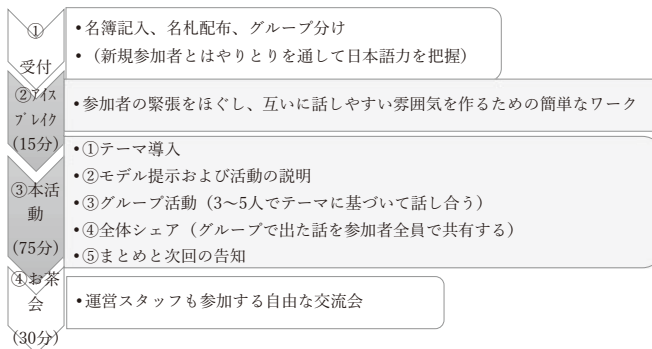 ①
受付
•名簿記入、名札配布、グループ分け
•（新規参加者とはやりとりを通して日本語力を把握）
②ｱｲｽ
ﾌﾞﾚｲｸ
(15分)
•参加者の緊張をほぐし、互いに話しやすい雰囲気を作るための簡単なワーク
③本活
動
(75分)
•①テーマ導入
•②モデル提示および活動の説明
•③グループ活動（3～5人でテーマに基づいて話し合う）
•④全体シェア（グループで出た話を参加者全員で共有する）
•⑤まとめと次回の告知
④お茶
会
(30分)
•運営スタッフも参加する自由な交流会